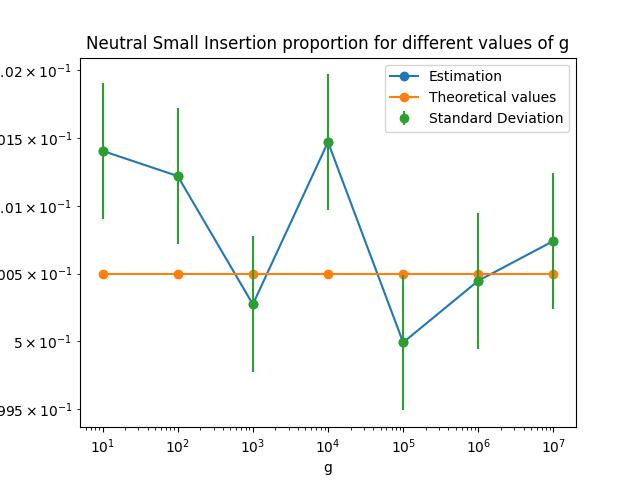 Neutral Small Insertion proportion for different values of g
.02 × 10⁻¹
015 × 10⁻¹
.01 × 10⁻¹
005 × 10⁻¹
5 × 10⁻¹
995 × 10⁻¹
Estimation
Theoretical values
Standard Deviation
10¹ 10² 10³ 10⁴ 10⁵ 10⁶ 10⁷
g